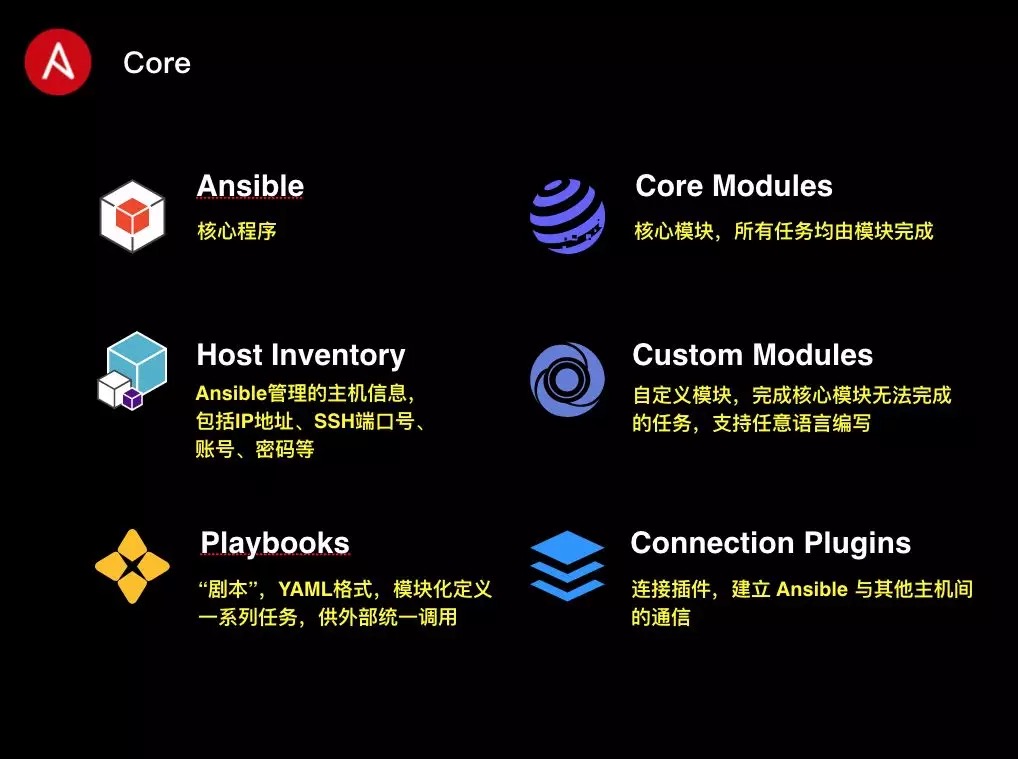 Core
Ansible
核心程序
Core Modules
核心模块，所有任务均由模块完成
Host Inventory
Ansible管理的主机信息，
包括IP地址、SSH端口号、
账号、密码等
Custom Modules
自定义模块，完成核心模块无法完成
的任务，支持任意语言编写
Playbooks
“剧本”，YAML格式，模块化定义
一系列任务，供外部统一调用
Connection Plugins
连接插件，建立 Ansible 与其他主机间
的通信